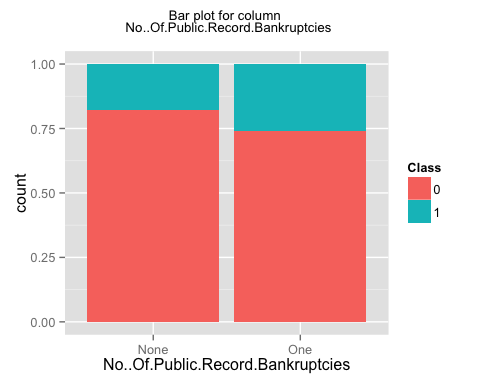 Bar plot for column
No..Of.Public.Record.Bankruptcies
1.00
0.75
0.50
0.25
0.00
count
None One
No..Of.Public.Record.Bankruptcies
Class
0
1